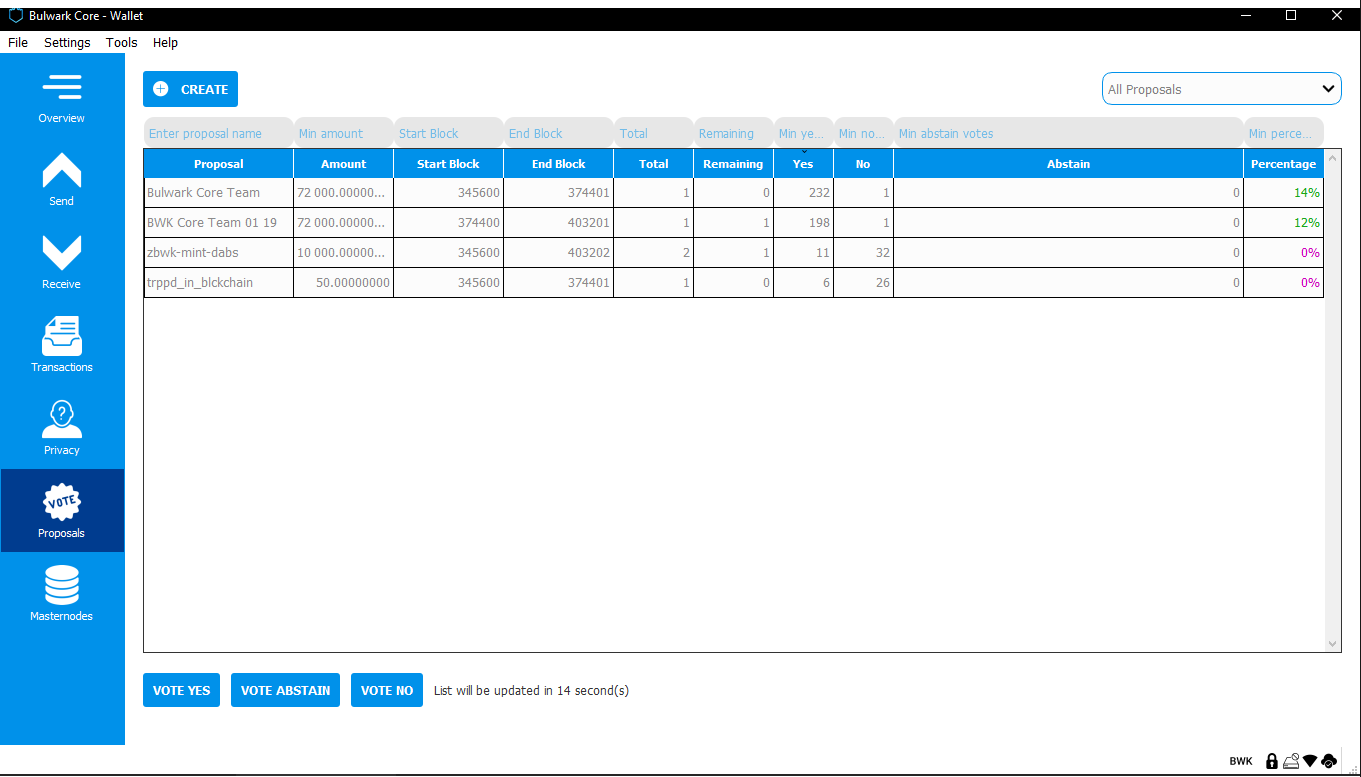 Bulwark Core - Wallet
File Settings Tools Help
Overview
Send
Receive
Transactions
Privacy
VOTE
Proposals
Masternodes
CREATE
All Proposals
Enter proposal name Min amount Start Block End Block Total Remaining Min ye... Min no... Min abstain votes Min perce...
Proposal Amount Start Block End Block Total Remaining Yes No Abstain Percentage
Bulwark Core Team 72 000.00000... 345600 374401 1 0 232 1 0 14%
BWK Core Team 01 19 72 000.00000... 374400 403201 1 1 198 1 0 12%
zbwk-mint-dabs 10 000.00000... 345600 403202 2 1 11 32 0 0%
trppd_in_blckchain 50.00000000 345600 374401 1 0 6 26 0 0%
VOTE YES VOTE ABSTAIN VOTE NO List will be updated in 14 second(s)
BWK